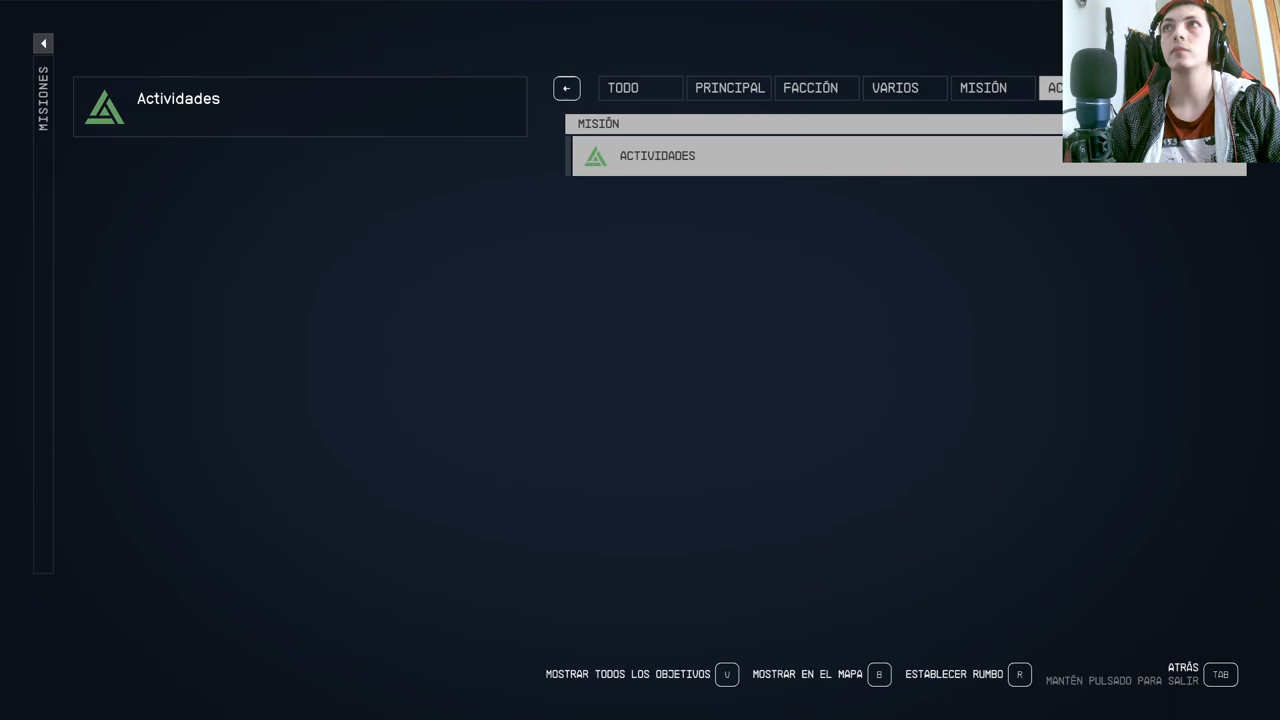 MISIONES
Actividades
TODO
PRINCIPAL
FACCIÓN
VARIOS
MISIÓN
MISIÓN
ACTIVIDADES
MOSTRAR TODOS LOS OBJETIVOS U
MOSTRAR EN EL MAPA B
ESTABLECER RUMBO R
ATRÁS
MANTÉN PULSADO PARA SALIR
TAB